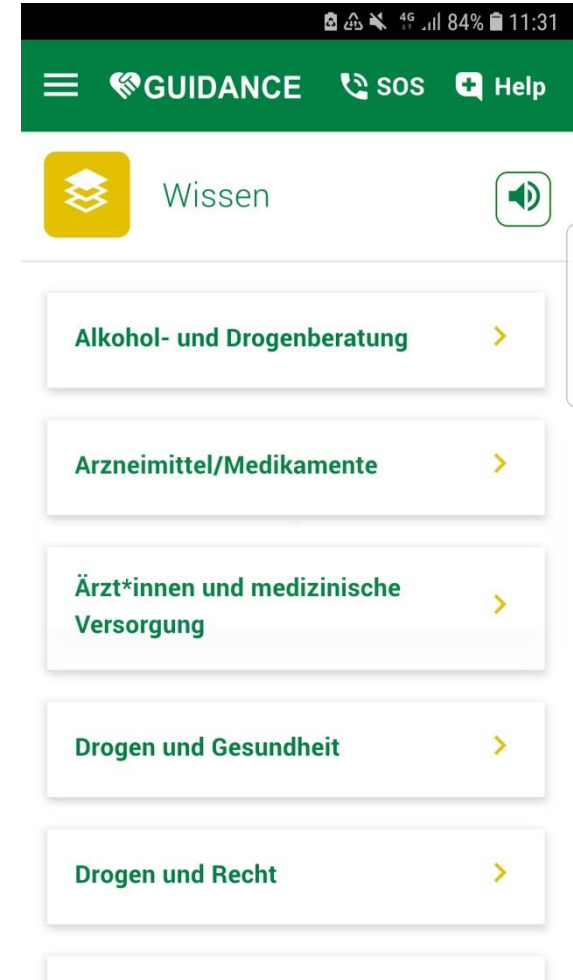 4G 84% 11:31
GUIDANCE SOS Help
Wissen
Alkohol- und Drogenberatung
Arzneimittel/Medikamente
Ärzt*innen und medizinische
Versorgung
Drogen und Gesundheit
Drogen und Recht